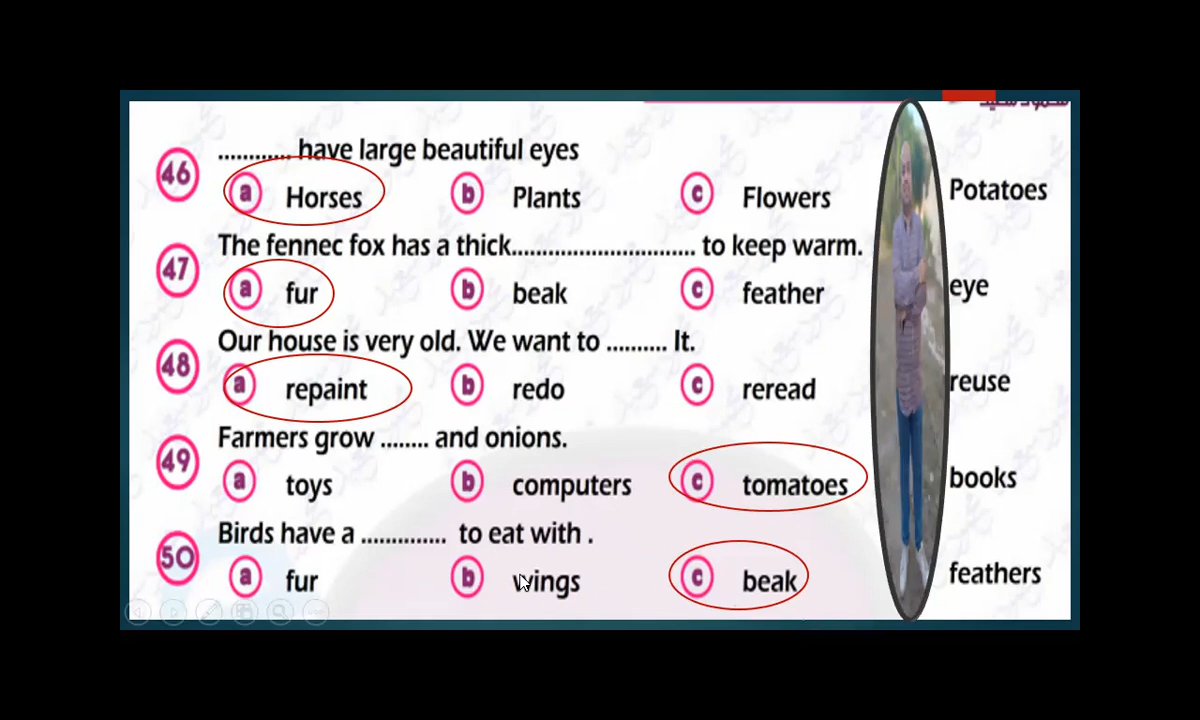 محمود سعيد
46 ............ have large beautiful eyes
a Horses b Plants c Flowers Potatoes
47 The fennec fox has a thick............................. to keep warm.
a fur b beak c feather eye
48 Our house is very old. We want to .......... It.
a repaint b redo c reread reuse
49 Farmers grow ........ and onions.
a toys b computers c tomatoes books
50 Birds have a .............. to eat with .
a fur b wings c beak feathers